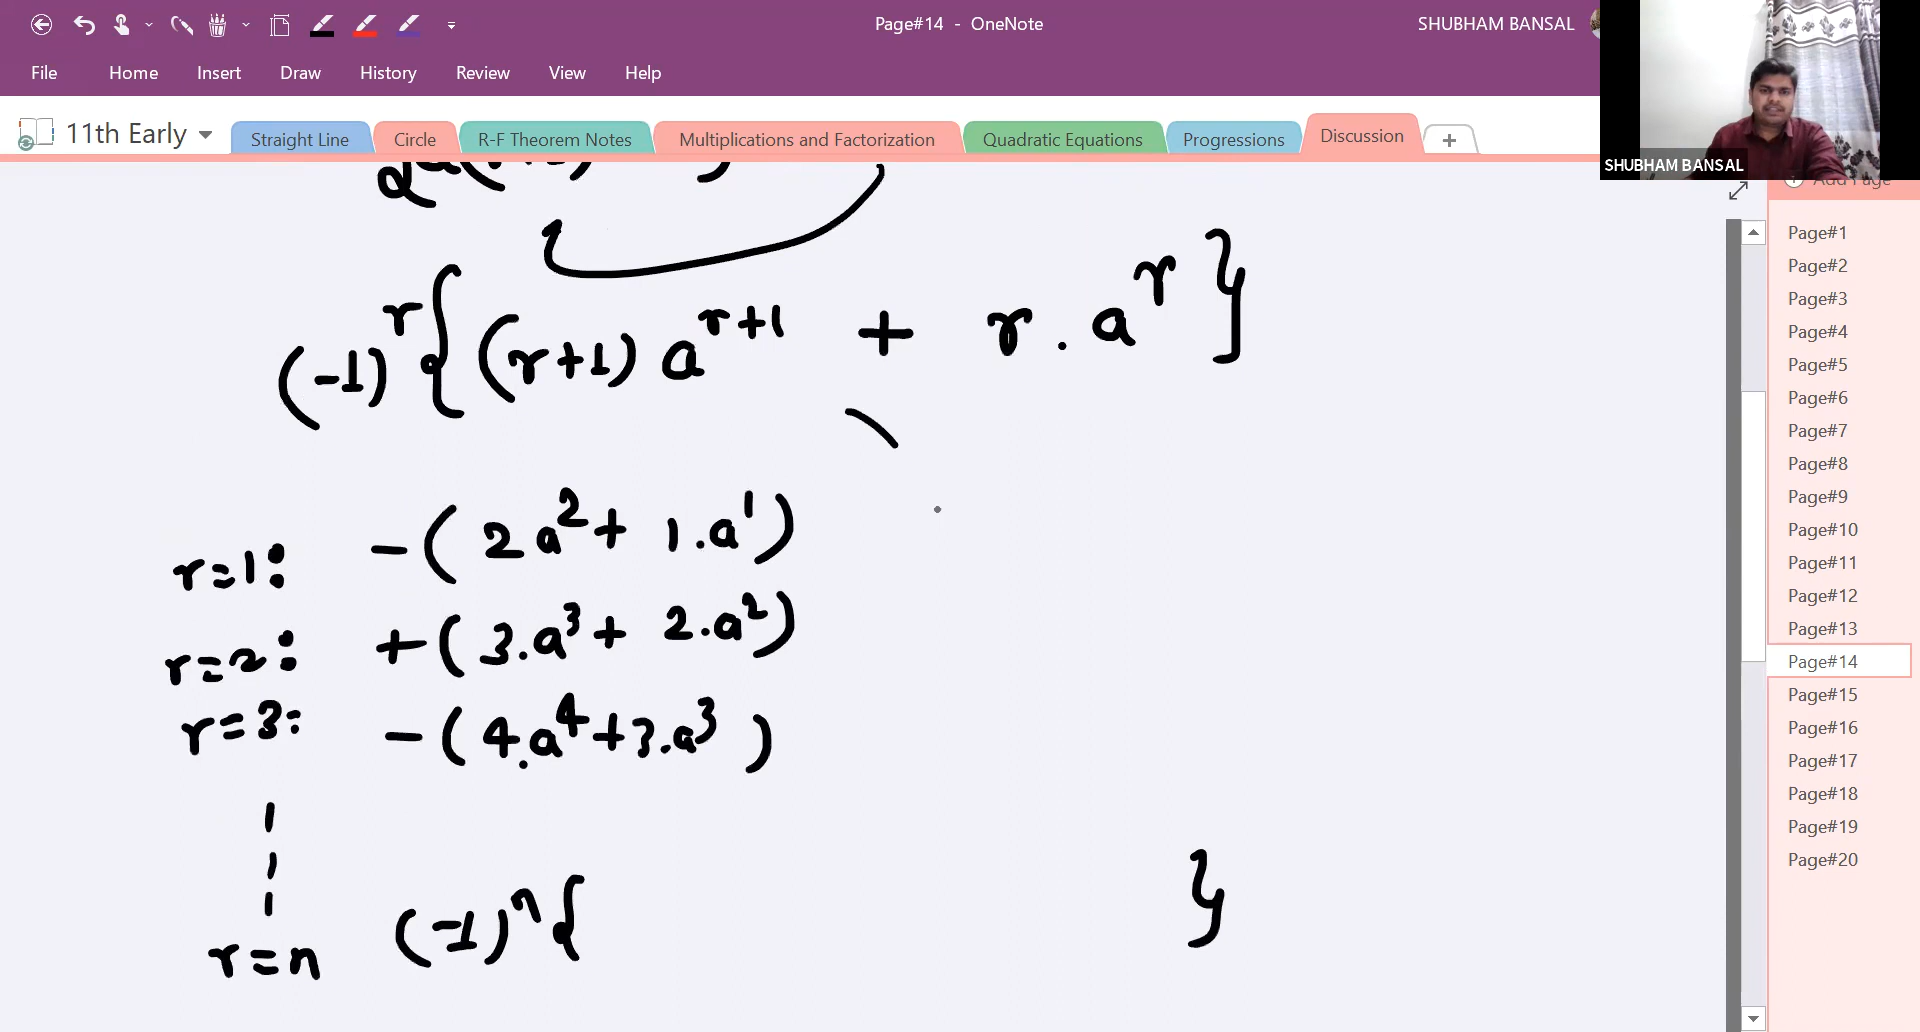 Page#14 - OneNote
SHUBHAM BANSAL
File Home Insert Draw History Review View Help
SHUBHAM BANSAL
11th Early
Straight Line Circle R-F Theorem Notes Multiplications and Factorization Quadratic Equations Progressions Discussion +
Add Page
(-1)^r { (r+1) a^{r+1} + r. a^r }
r=1: -( 2a^2 + 1.a^1)
r=2: +( 3.a^3 + 2.a^2)
r=3: -( 4.a^4 + 3.a^3 )
r=n (-1)^n { }
Page#1
Page#2
Page#3
Page#4
Page#5
Page#6
Page#7
Page#8
Page#9
Page#10
Page#11
Page#12
Page#13
Page#14
Page#15
Page#16
Page#17
Page#18
Page#19
Page#20